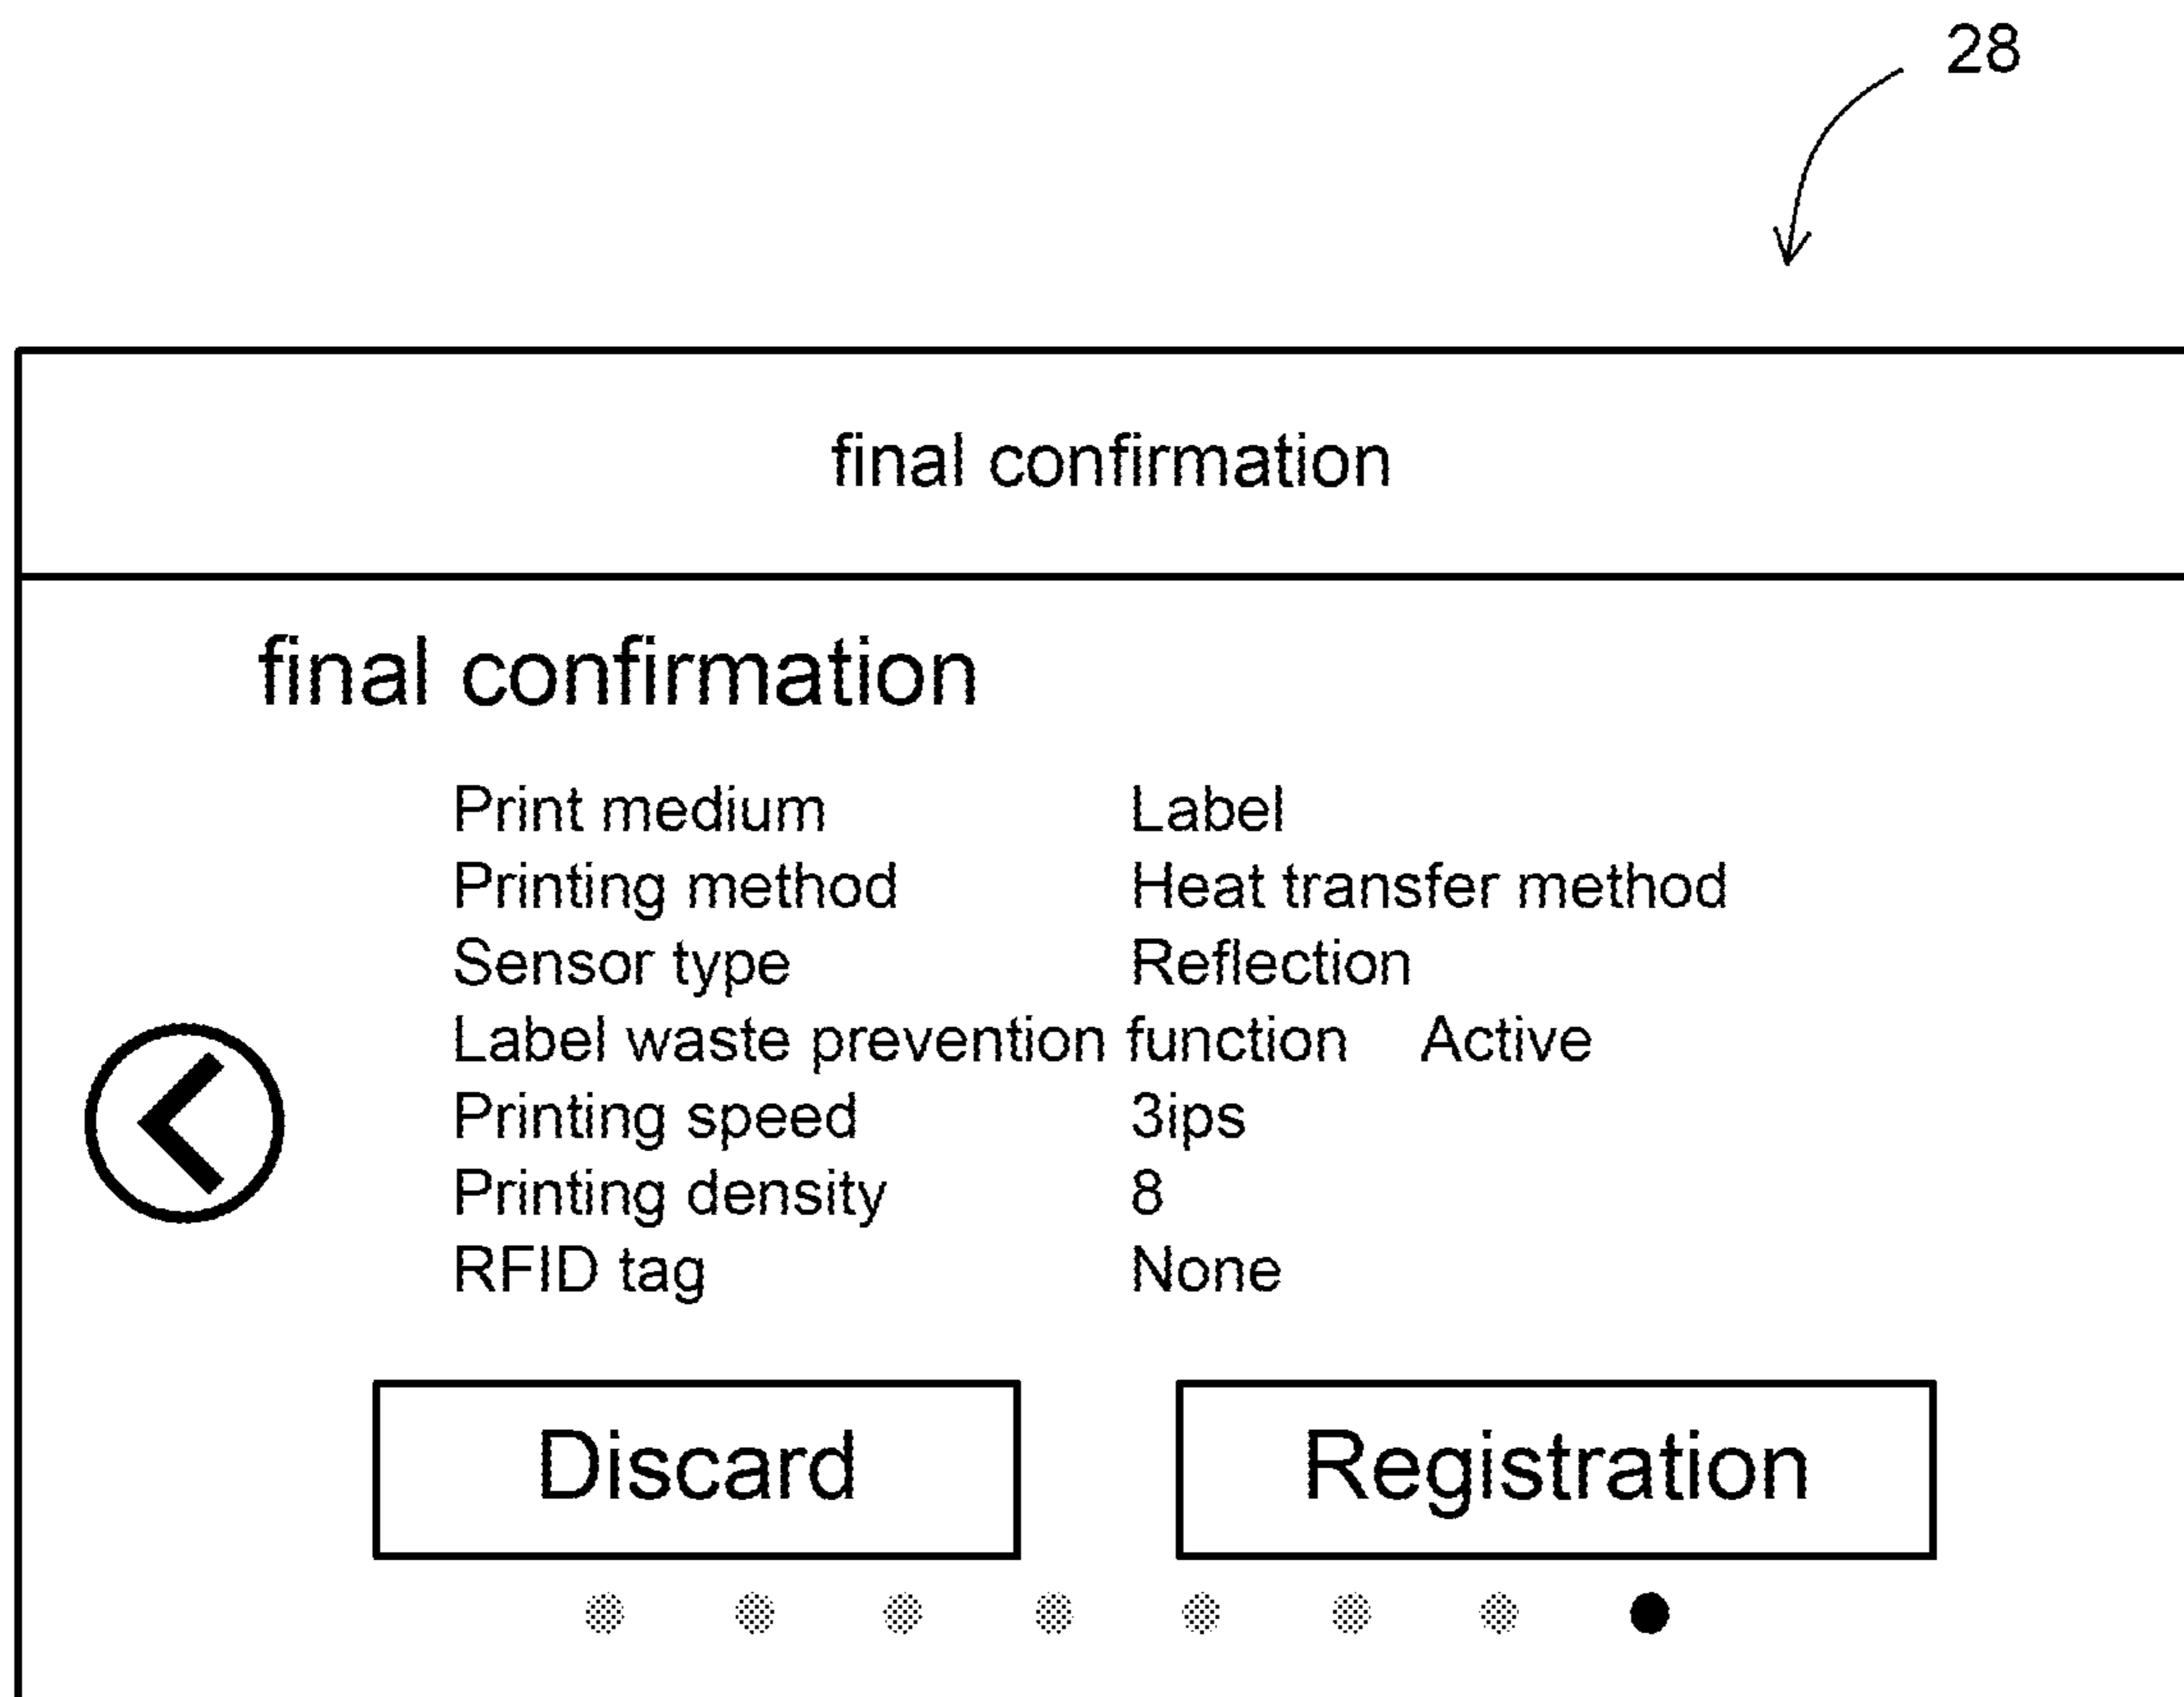 28
final confirmation
final confirmation
Print medium Label
Printing method Heat transfer method
Sensor type Reflection
Label waste prevention function Active
Printing speed 3ips
Printing density 8
RFID tag None
Discard Registration